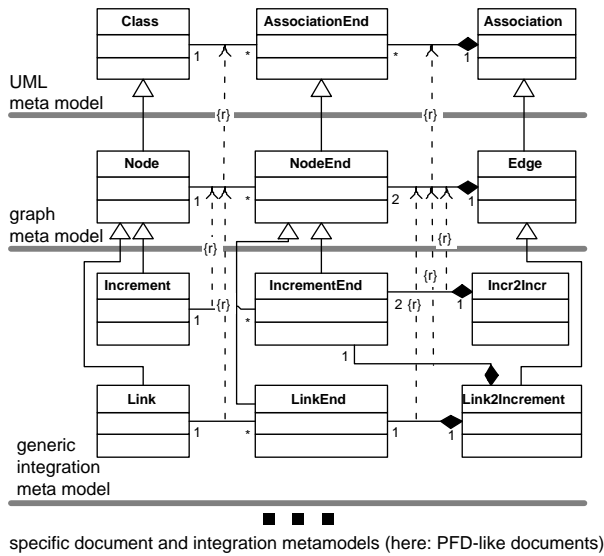 Class AssociationEnd Association
1 * * 1
UML
meta model
{r} {r}
Node NodeEnd Edge
1 * 2 1
graph
meta model
{r} {r}
{r}
Increment IncrementEnd Incr2Incr
{r}
1 * 2 {r} 1
1
Link LinkEnd Link2Increment
1 * 1 1
generic
integration
meta model
specific document and integration metamodels (here: PFD-like documents)